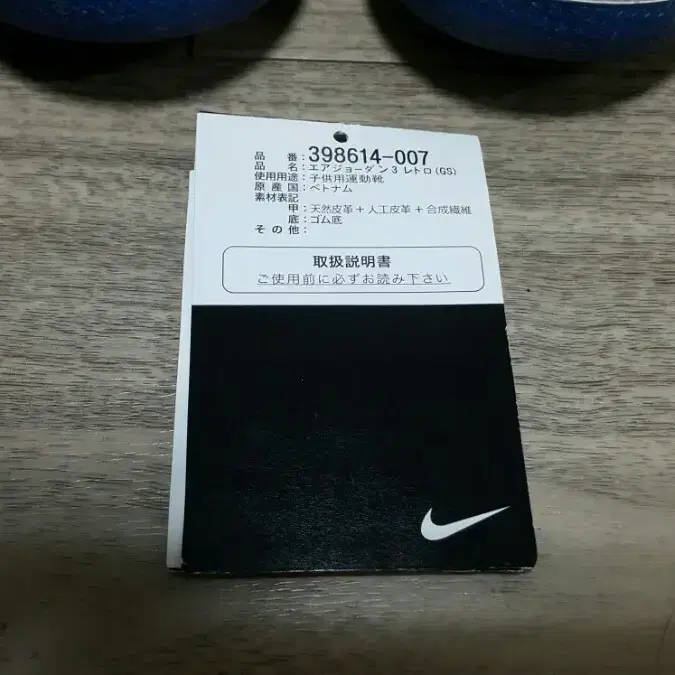 品 番:398614-007
品 名:エアジョーダン3 レトロ(GS)
使用用途:子供用運動靴
原 産 国:ベトナム
素材表記
甲:天然皮革+人工皮革+合成繊維
底:ゴム底
そ の 他:
取扱説明書
ご使用前に必ずお読み下さい